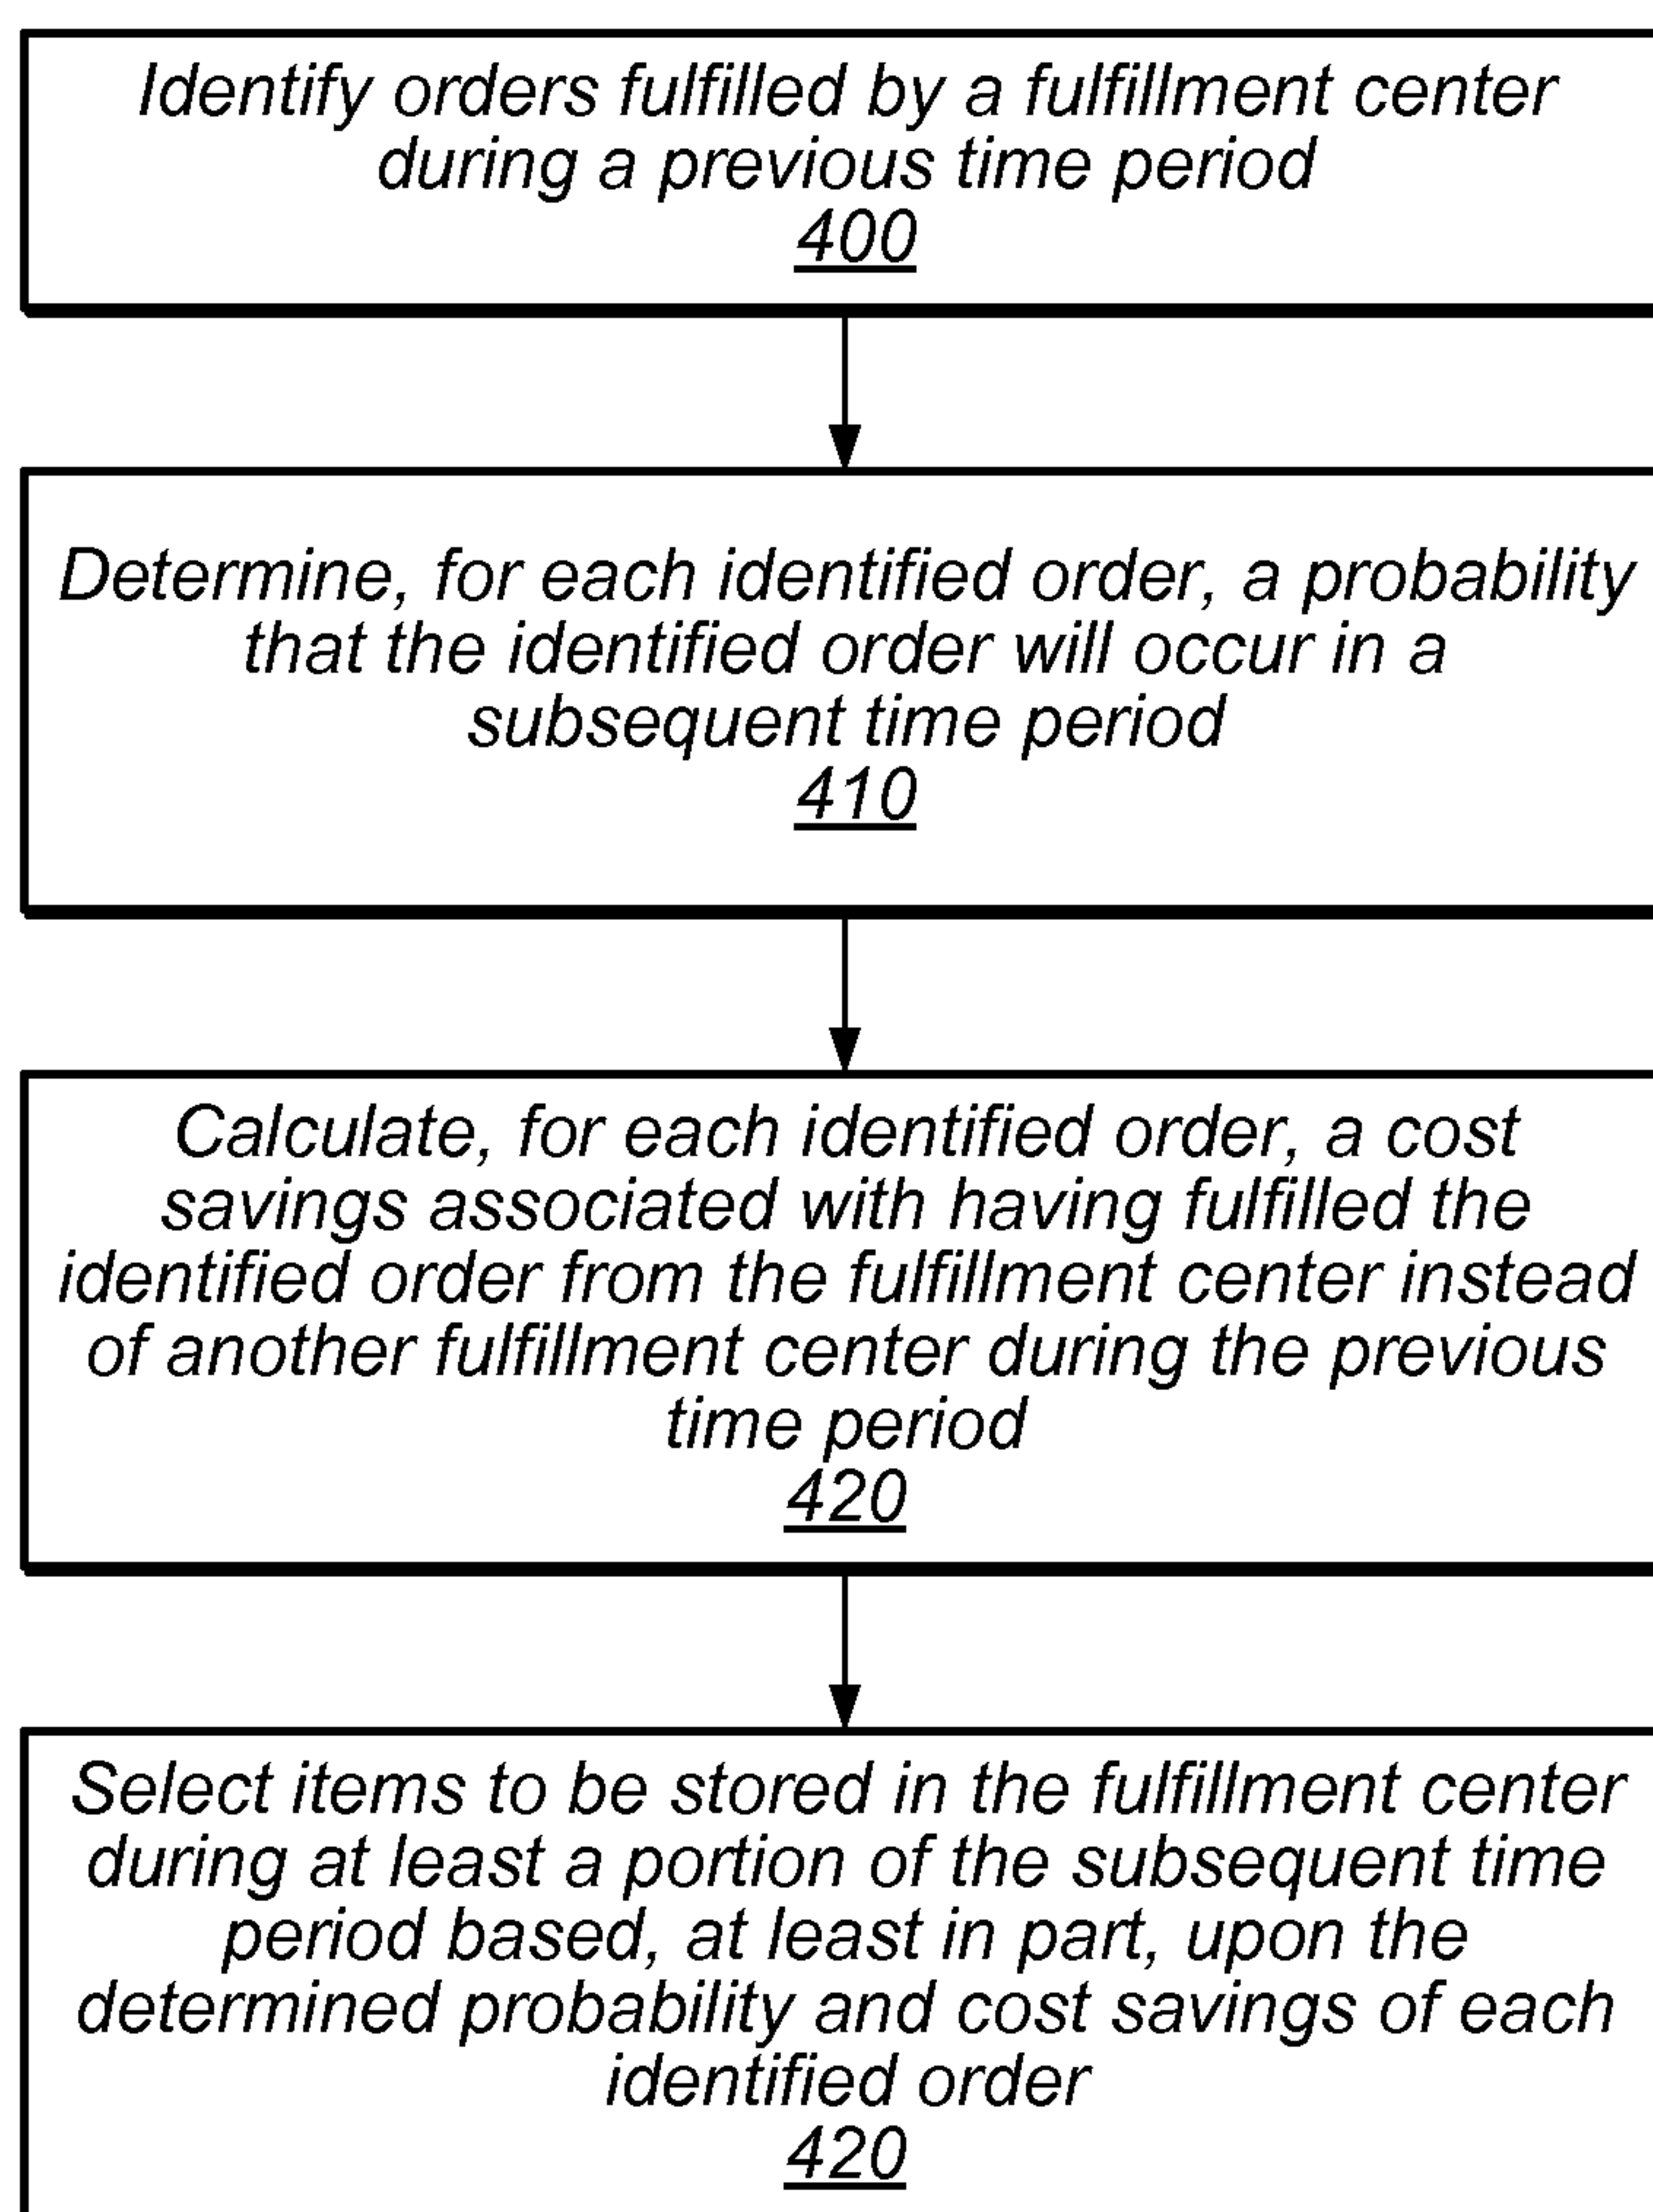 Identify orders fulfilled by a fulfillment center
during a previous time period
400
Determine, for each identified order, a probability
that the identified order will occur in a
subsequent time period
410
Calculate, for each identified order, a cost
savings associated with having fulfilled the
identified order from the fulfillment center instead
of another fulfillment center during the previous
time period
420
Select items to be stored in the fulfillment center
during at least a portion of the subsequent time
period based, at least in part, upon the
determined probability and cost savings of each
identified order
420